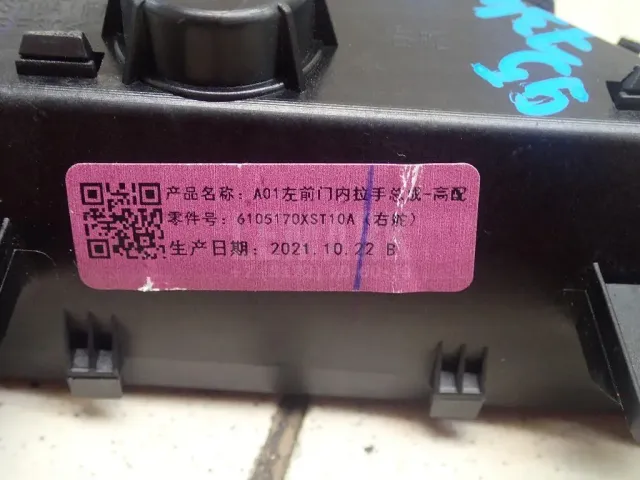 产品名称: A01左前门内拉手总成-高配
零件号: 6105170XST10A (右舵)
生产日期: 2021.10.22 B